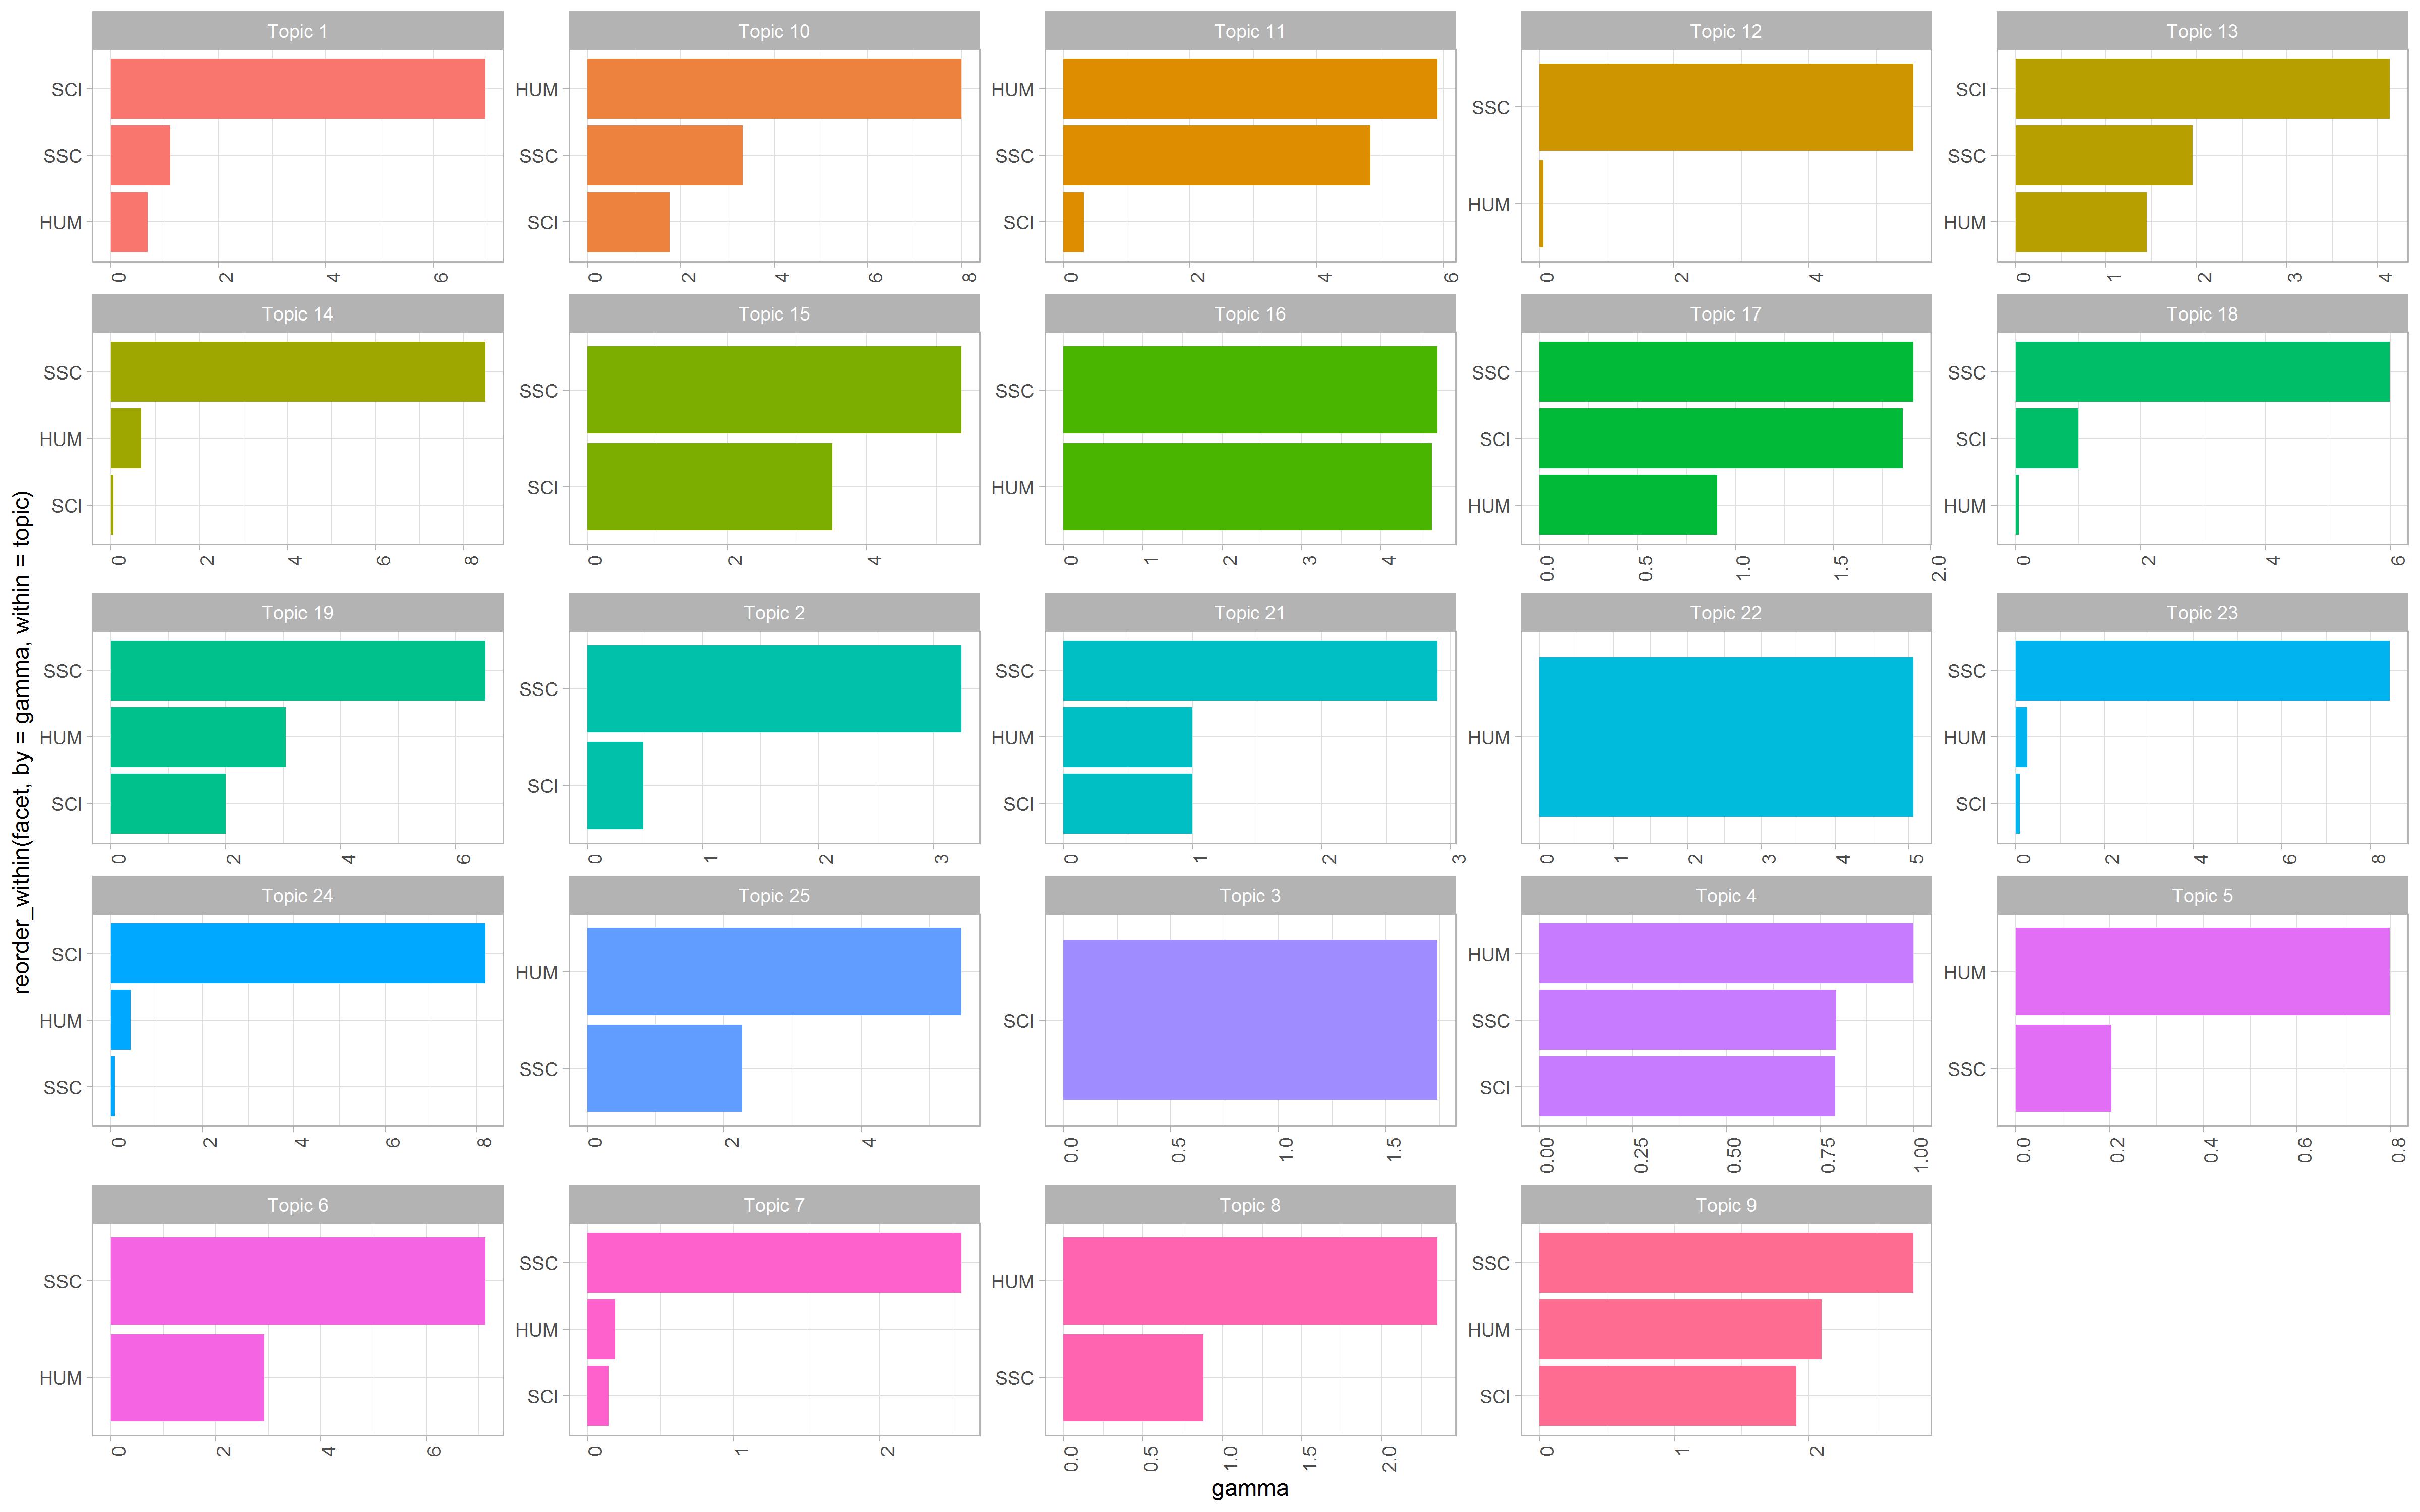 Topic 1
Topic 10
Topic 11
Topic 12
Topic 13
SCI
SSC
HUM
0 2 4 6
HUM
SSC
SCI
0 2 4 6 8
HUM
SSC
SCI
0 2 4 6
SSC
HUM
0 2 4
SCI
SSC
HUM
0 1 2 3 4
Topic 14
Topic 15
Topic 16
Topic 17
Topic 18
SSC
HUM
SCI
0 2 4 6 8
SSC
SCI
0 2 4
SSC
HUM
0 1 2 3 4
SSC
SCI
HUM
0.0 0.5 1.0 1.5 2.0
SSC
SCI
HUM
0 2 4 6
reorder_within(facet, by = gamma, within = topic)
Topic 19
Topic 2
Topic 21
Topic 22
Topic 23
SSC
HUM
SCI
0 2 4 6
SSC
SCI
0 1 2 3
SSC
HUM
SCI
0 1 2 3
HUM
0 1 2 3 4 5
SSC
HUM
SCI
0 2 4 6 8
Topic 24
Topic 25
Topic 3
Topic 4
Topic 5
SCI
HUM
SSC
0 2 4 6 8
HUM
SSC
0 2 4
SCI
0.0 0.5 1.0 1.5
HUM
SSC
SCI
0.00 0.25 0.50 0.75 1.00
HUM
SSC
0.0 0.2 0.4 0.6 0.8
Topic 6
Topic 7
Topic 8
Topic 9
SSC
HUM
0 2 4 6
SSC
HUM
SCI
0 1 2
HUM
SSC
0.0 0.5 1.0 1.5 2.0
SSC
HUM
SCI
0 1 2
gamma